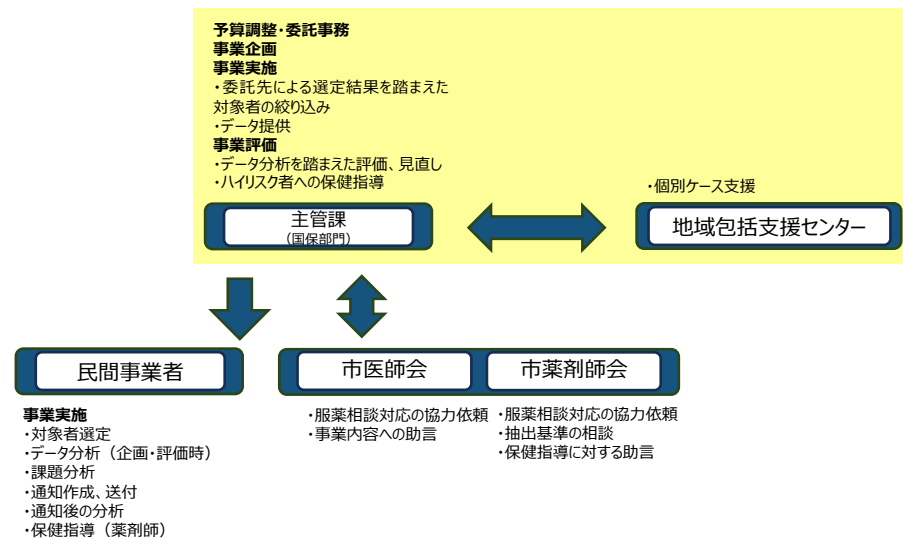 予算調整・委託事務
事業企画
事業実施
・委託先による選定結果を踏まえた
対象者の絞り込み
・データ提供
事業評価
・データ分析を踏まえた評価、見直し
・ハイリスク者への保健指導
・個別ケース支援
主管課
（国保部門）
地域包括支援センター
民間事業者
市医師会
市薬剤師会
事業実施
・対象者選定
・データ分析（企画・評価時）
・課題分析
・通知作成、送付
・通知後の分析
・保健指導（薬剤師）
・服薬相談対応の協力依頼
・事業内容への助言
・服薬相談対応の協力依頼
・抽出基準の相談
・保健指導に対する助言